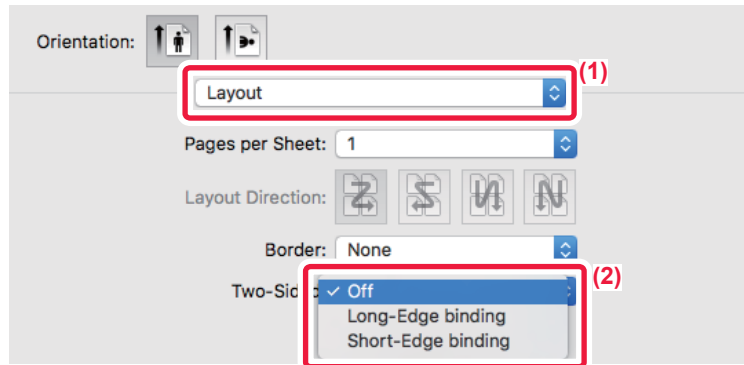 Orientation:
(1)
Layout
Pages per Sheet: 1
Layout Direction:
Border: None
(2)
Two-Sided
✓ Off
Long-Edge binding
Short-Edge binding